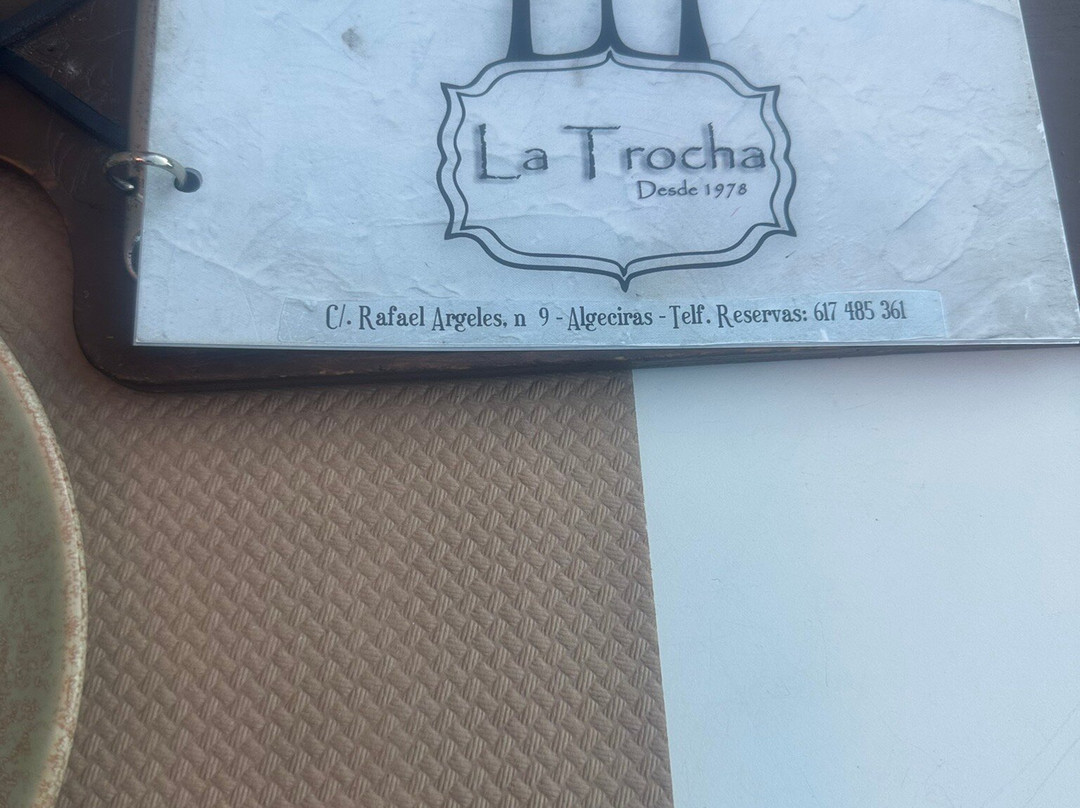 La Trocha
Desde 1978
C/. Rafael Argeles, n 9 - Algeciras - Telf. Reservas: 617 485 361